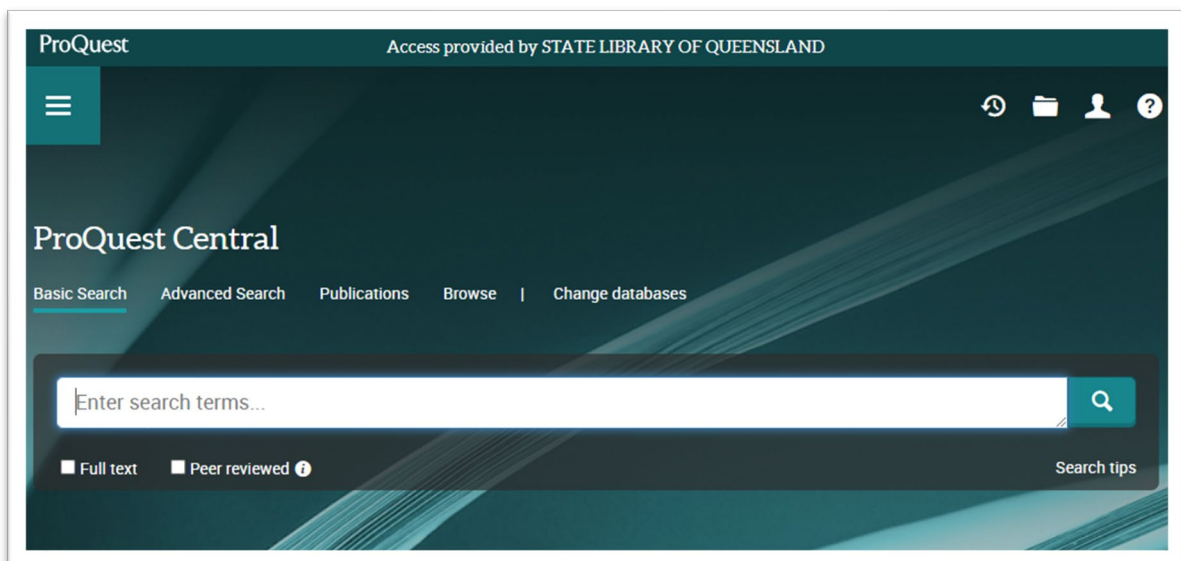 ProQuest
Access provided by STATE LIBRARY OF QUEENSLAND
ProQuest Central
Basic Search Advanced Search Publications Browse | Change databases
Enter search terms...
Full text Peer reviewed
Search tips